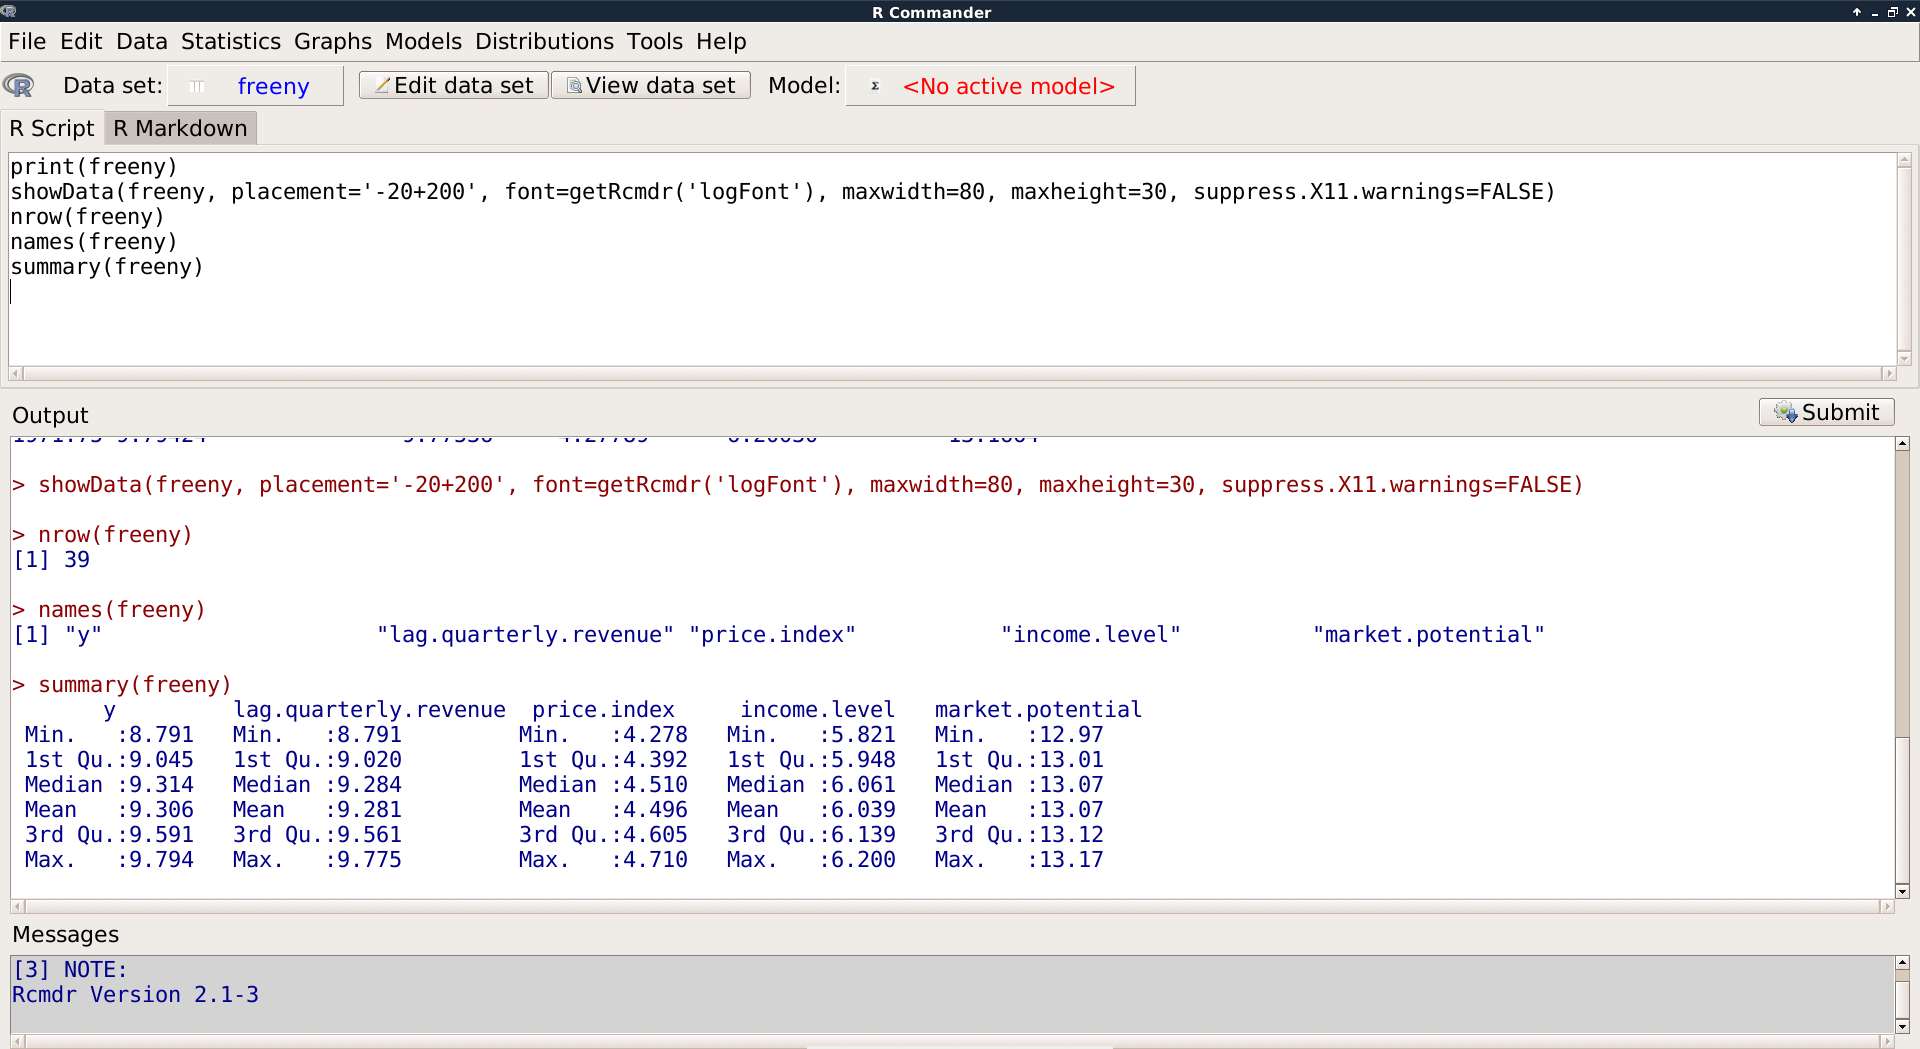 R Commander
File Edit Data Statistics Graphs Models Distributions Tools Help
Data set: freeny Edit data set View data set Model: Σ <No active model>
R Script R Markdown
print(freeny)
showData(freeny, placement='-20+200', font=getRcmdr('logFont'), maxwidth=80, maxheight=30, suppress.X11.warnings=FALSE)
nrow(freeny)
names(freeny)
summary(freeny)
Output Submit
> showData(freeny, placement='-20+200', font=getRcmdr('logFont'), maxwidth=80, maxheight=30, suppress.X11.warnings=FALSE)
> nrow(freeny)
[1] 39
> names(freeny)
[1] "y" "lag.quarterly.revenue" "price.index" "income.level" "market.potential"
> summary(freeny)
y lag.quarterly.revenue price.index income.level market.potential
Min. :8.791 Min. :8.791 Min. :4.278 Min. :5.821 Min. :12.97
1st Qu.:9.045 1st Qu.:9.020 1st Qu.:4.392 1st Qu.:5.948 1st Qu.:13.01
Median :9.314 Median :9.284 Median :4.510 Median :6.061 Median :13.07
Mean :9.306 Mean :9.281 Mean :4.496 Mean :6.039 Mean :13.07
3rd Qu.:9.591 3rd Qu.:9.561 3rd Qu.:4.605 3rd Qu.:6.139 3rd Qu.:13.12
Max. :9.794 Max. :9.775 Max. :4.710 Max. :6.200 Max. :13.17
Messages
[3] NOTE:
Rcmdr Version 2.1-3